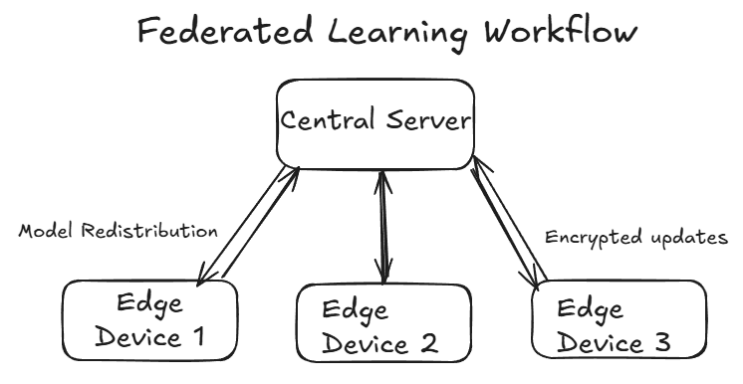 Federated Learning Workflow
Central Server
Model Redistribution
Encrypted updates
Edge
Device 1
Edge
Device 2
Edge
Device 3